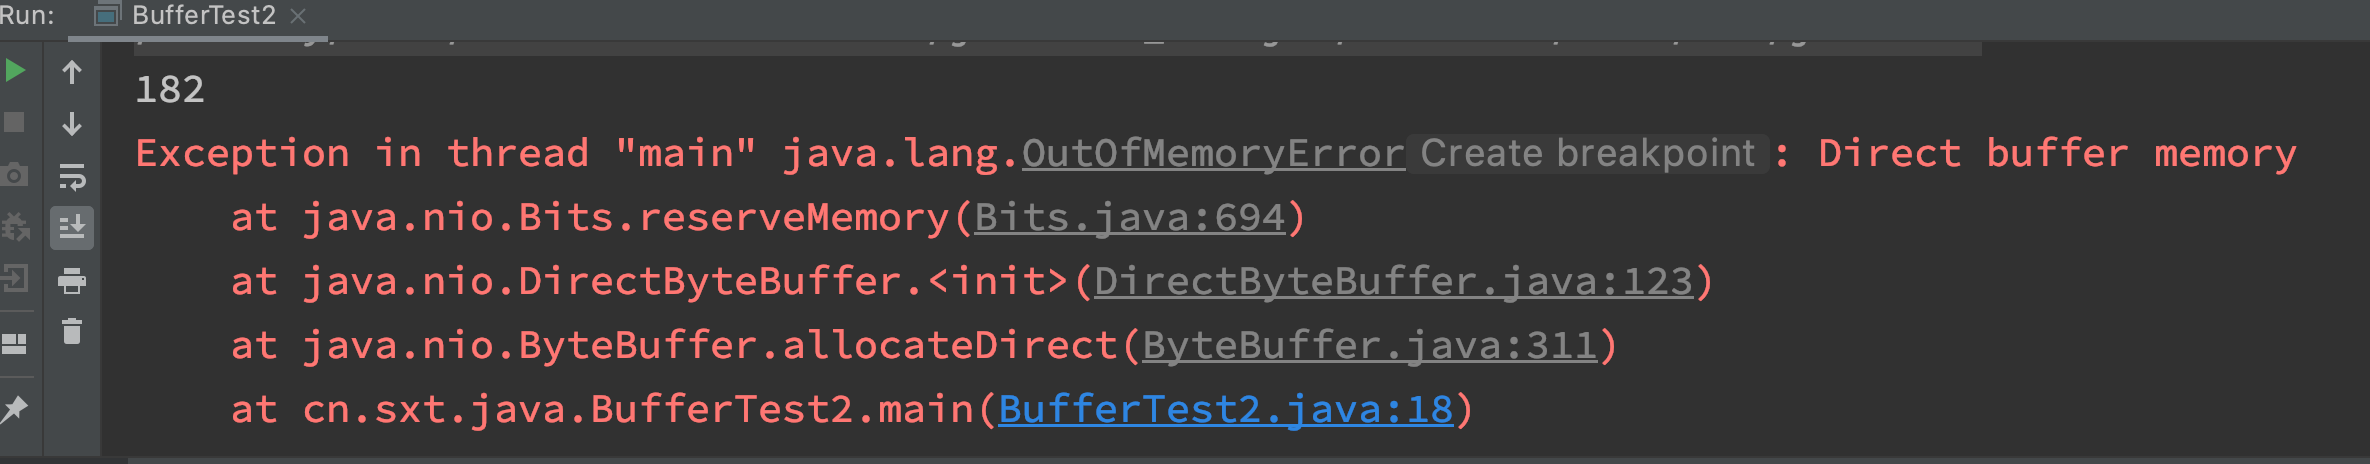 Run: BufferTest2
182
Exception in thread "main" java.lang.OutOfMemoryError Create breakpoint : Direct buffer memory
at java.nio.Bits.reserveMemory(Bits.java:694)
at java.nio.DirectByteBuffer.<init>(DirectByteBuffer.java:123)
at java.nio.ByteBuffer.allocateDirect(ByteBuffer.java:311)
at cn.sxt.java.BufferTest2.main(BufferTest2.java:18)